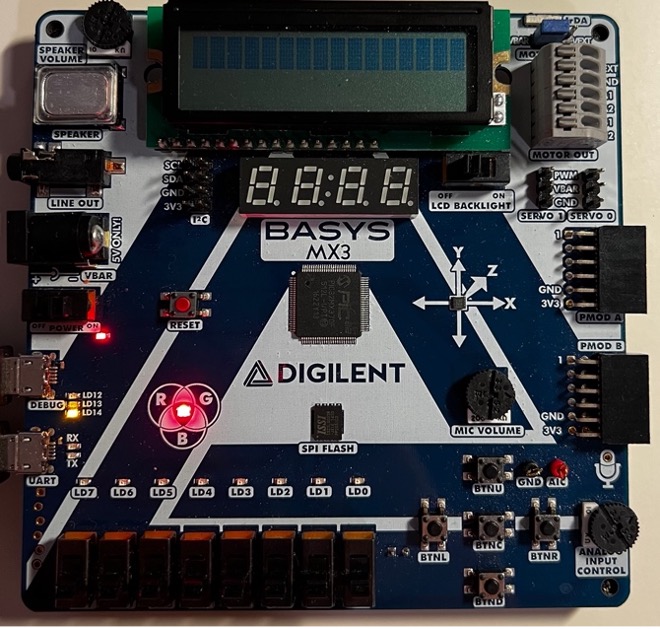 SPEAKER
VOLUME
SPEAKER
LINE OUT
5V ONLY!
VBAR
OFF POWER ON
SCL
SDA
GND
3V3
I²C
OFF ON
LCD BACKLIGHT
MOTOR OUT
PWM
VBAR
GND
SERVO 1 SERVO 0
BASYS
MX3
Y
Z
X
1
GND
3V3
PMOD A
PMOD B
1
GND
3V3
RESET
DIGILENT
R G
B
LD12
LD13
LD14
DEBUG
RX
TX
UART
SPI FLASH
ISSI
MIC VOLUME
LD7 LD6 LD5 LD4 LD3 LD2 LD1 LD0
BTNU
GND AIC
BTNL
BTNC
BTNR
BTND
ANALOG
INPUT
CONTROL